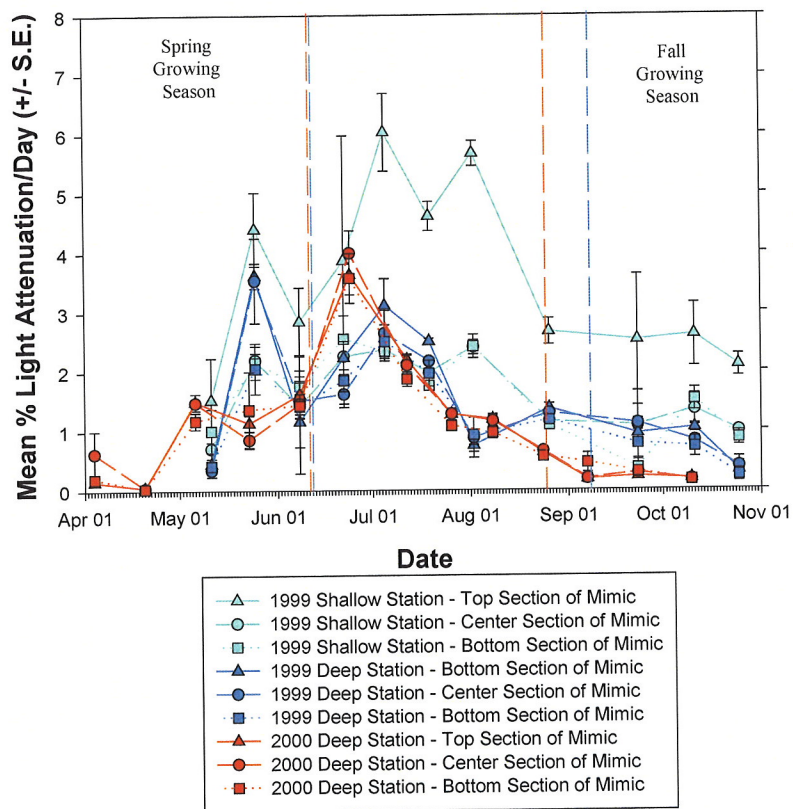 Mean % Light Attenuation/Day (+/- S.E.)
8
7
6
5
4
3
2
1
0
Spring
Growing
Season
Fall
Growing
Season
Apr 01
May 01
Jun 01
Jul 01
Aug 01
Sep 01
Oct 01
Nov 01
Date
1999 Shallow Station - Top Section of Mimic
1999 Shallow Station - Center Section of Mimic
1999 Shallow Station - Bottom Section of Mimic
1999 Deep Station - Bottom Section of Mimic
1999 Deep Station - Center Section of Mimic
1999 Deep Station - Bottom Section of Mimic
2000 Deep Station - Top Section of Mimic
2000 Deep Station - Center Section of Mimic
2000 Deep Station - Bottom Section of Mimic